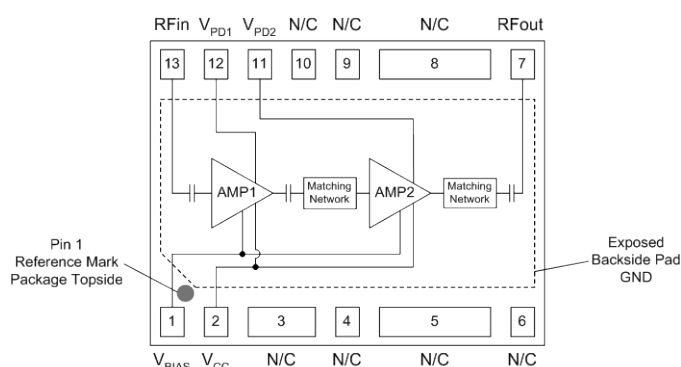 RFin VPD1 VPD2 N/C N/C N/C RFout
13 12 11 10 9 8 7
AMP1
Matching
Network
AMP2
Matching
Network
Pin 1
Reference Mark
Package Topside
Exposed
Backside Pad
GND
1 2 3 4 5 6
VBIAS VCC N/C N/C N/C N/C